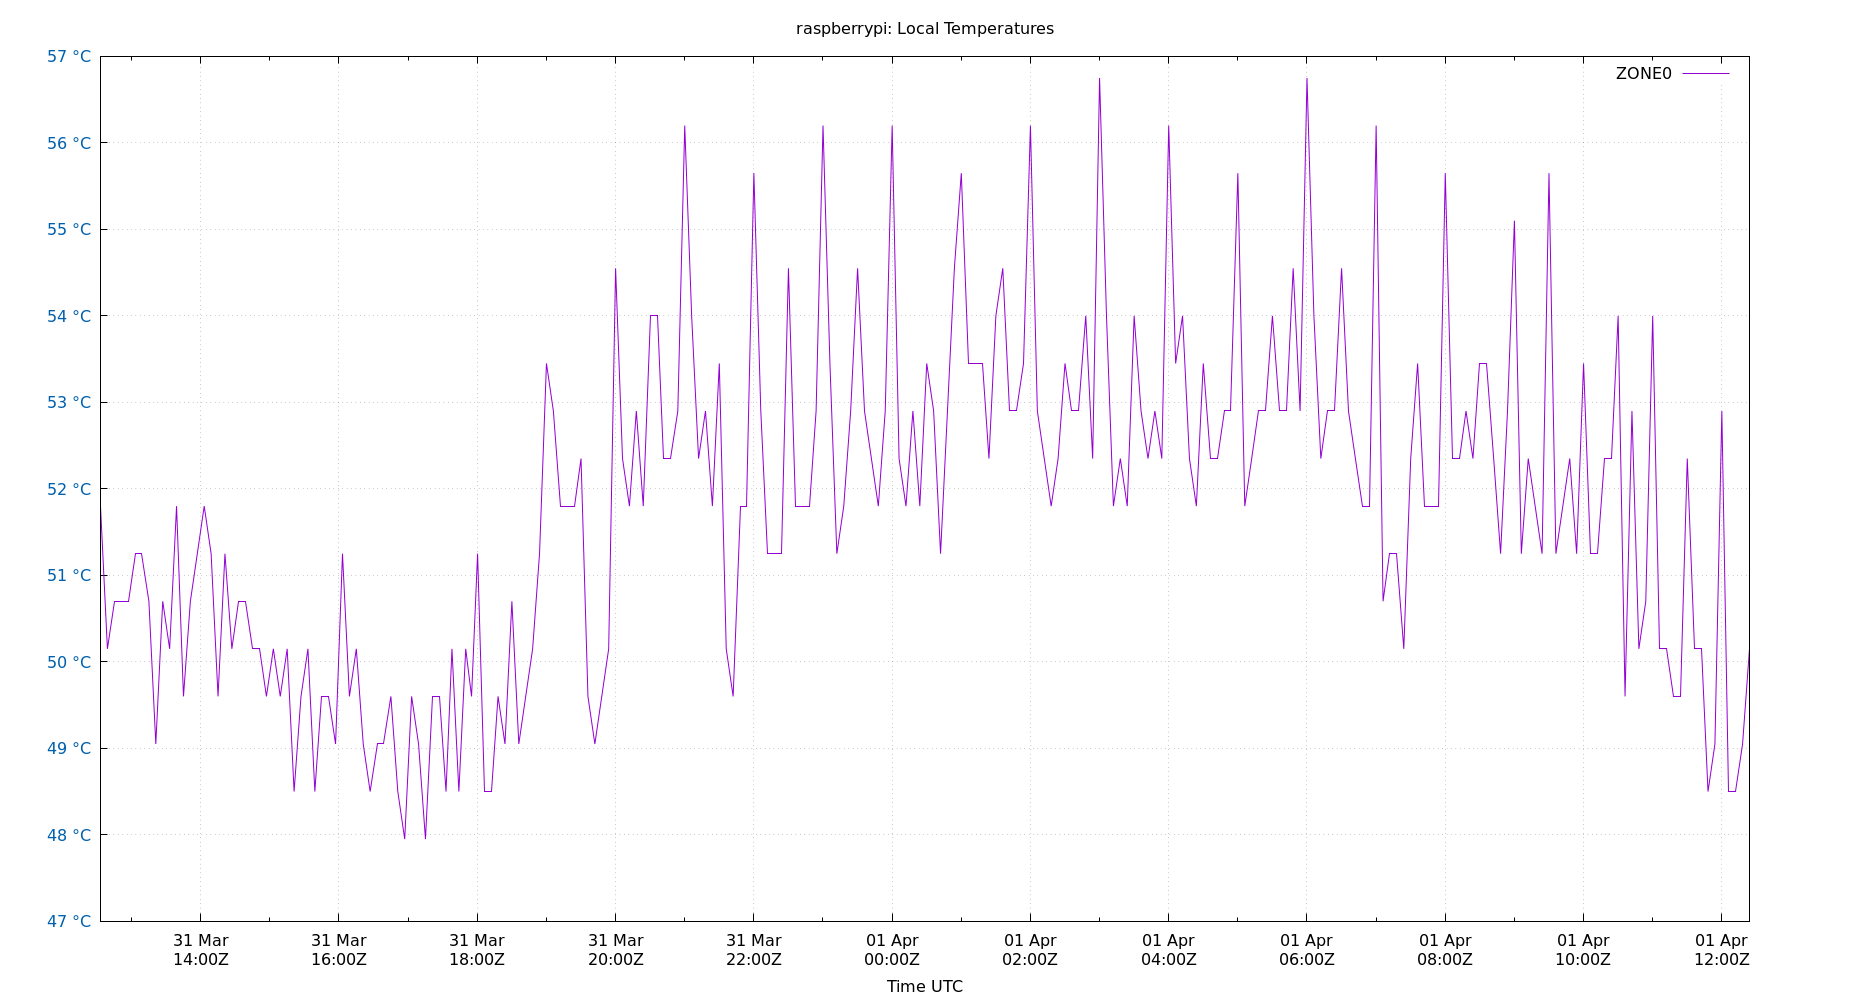 raspberrypi: Local Temperatures
ZONE0
57 °C
56 °C
55 °C
54 °C
53 °C
52 °C
51 °C
50 °C
49 °C
48 °C
47 °C
31 Mar 31 Mar 31 Mar 31 Mar 31 Mar 01 Apr 01 Apr 01 Apr 01 Apr 01 Apr 01 Apr 01 Apr
14:00Z 16:00Z 18:00Z 20:00Z 22:00Z 00:00Z 02:00Z 04:00Z 06:00Z 08:00Z 10:00Z 12:00Z
Time UTC